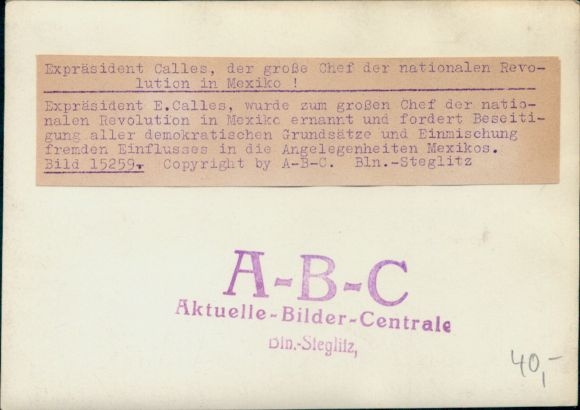 Expräsident Calles, der große Chef der nationalen Revo-
lution in Mexiko !
Expräsident E.Calles, wurde zum großen Chef der natio-
nalen Revolution in Mexiko ernannt und fordert Beseiti-
gung aller demokratischen Grundsätze und Einmischung
fremden Einflusses in die Angelegenheiten Mexikos.
Bild 15259. Copyright by A-B-C. Bln.-Steglitz
A-B-C
Aktuelle-Bilder-Centrale
Bln.-Steglitz,
40,-